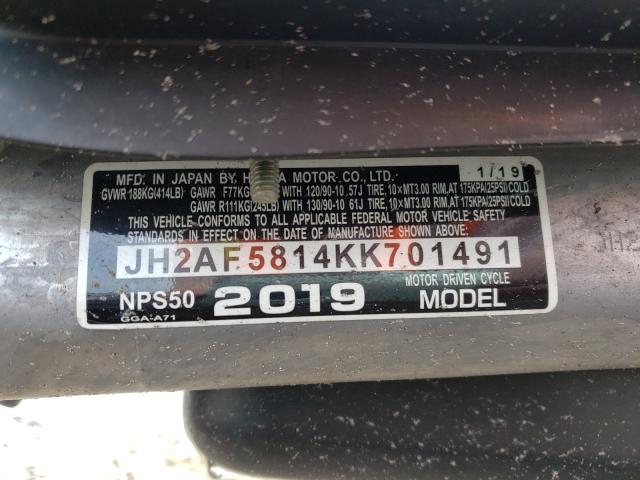 MFD. IN JAPAN BY H MOTOR CO., LTD. 1/19
GVWR 188KG(414LB) GAWR F77KG WITH 120/90-10 57J TIRE, 10×MT3.00 RIM, AT 175KPA(25PSI)COLD
GAWR R111KG(245LB) WITH 130/90-10 61J TIRE, 10×MT3.00 RIM, AT 175KPA(25PSI)COLD
THIS VEHICLE CONFORMS TO ALL APPLICABLE FEDERAL MOTOR VEHICLE SAFETY
STANDARDS IN EFFECT ON THE DATE OF MANUFACTURE SHOWN ABOVE:
JH2AF5814KK701491
MOTOR DRIVEN CYCLE
NPS50 2019 MODEL
GGA-A71